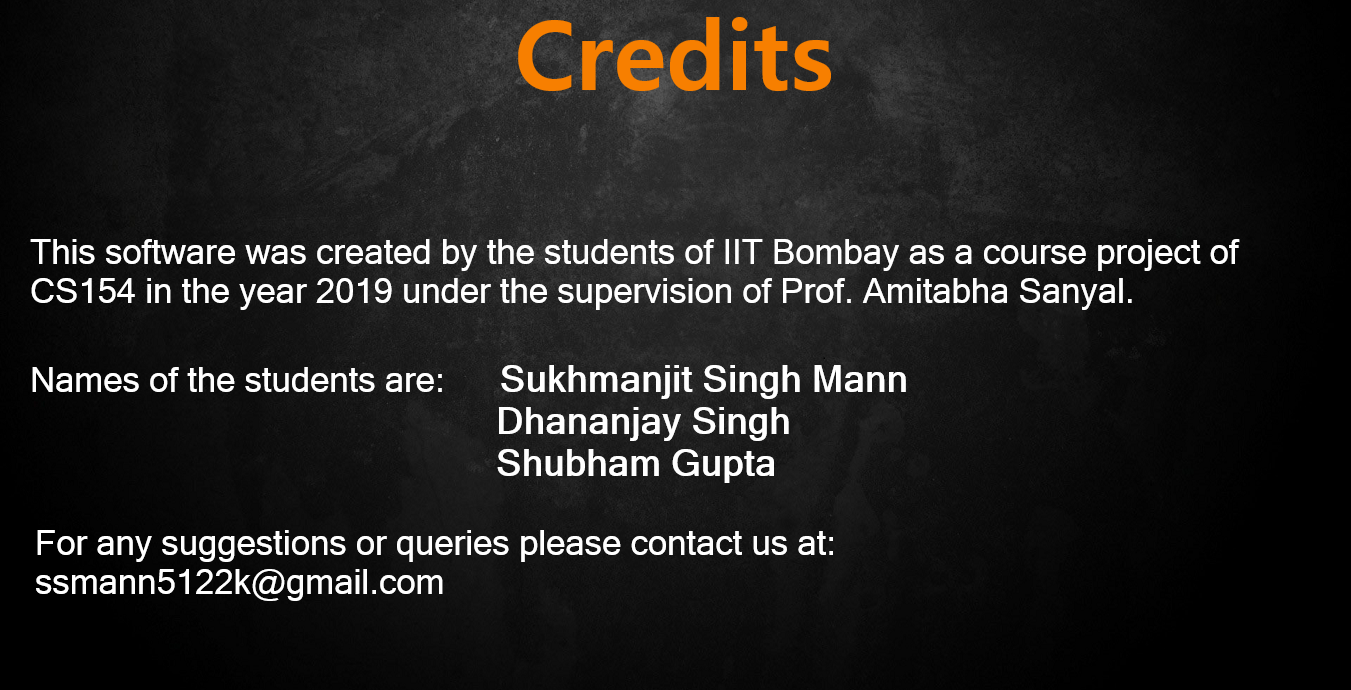 Credits
This software was created by the students of IIT Bombay as a course project of
CS154 in the year 2019 under the supervision of Prof. Amitabha Sanyal.
Names of the students are: Sukhmanjit Singh Mann
Dhananjay Singh
Shubham Gupta
For any suggestions or queries please contact us at:
ssmann5122k@gmail.com